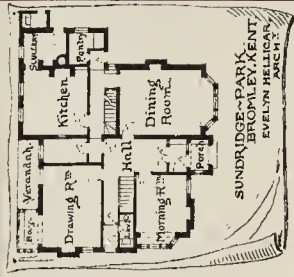 Scullery
Pantry
Kitchen
Dining
Room
Hall
Verandah
Drawing Rm
Morning Rm
Porch
Bay
SUNDRIDGE-PARK
BROMLEY,KENT
EVELYN HELLICAR
ARCHT